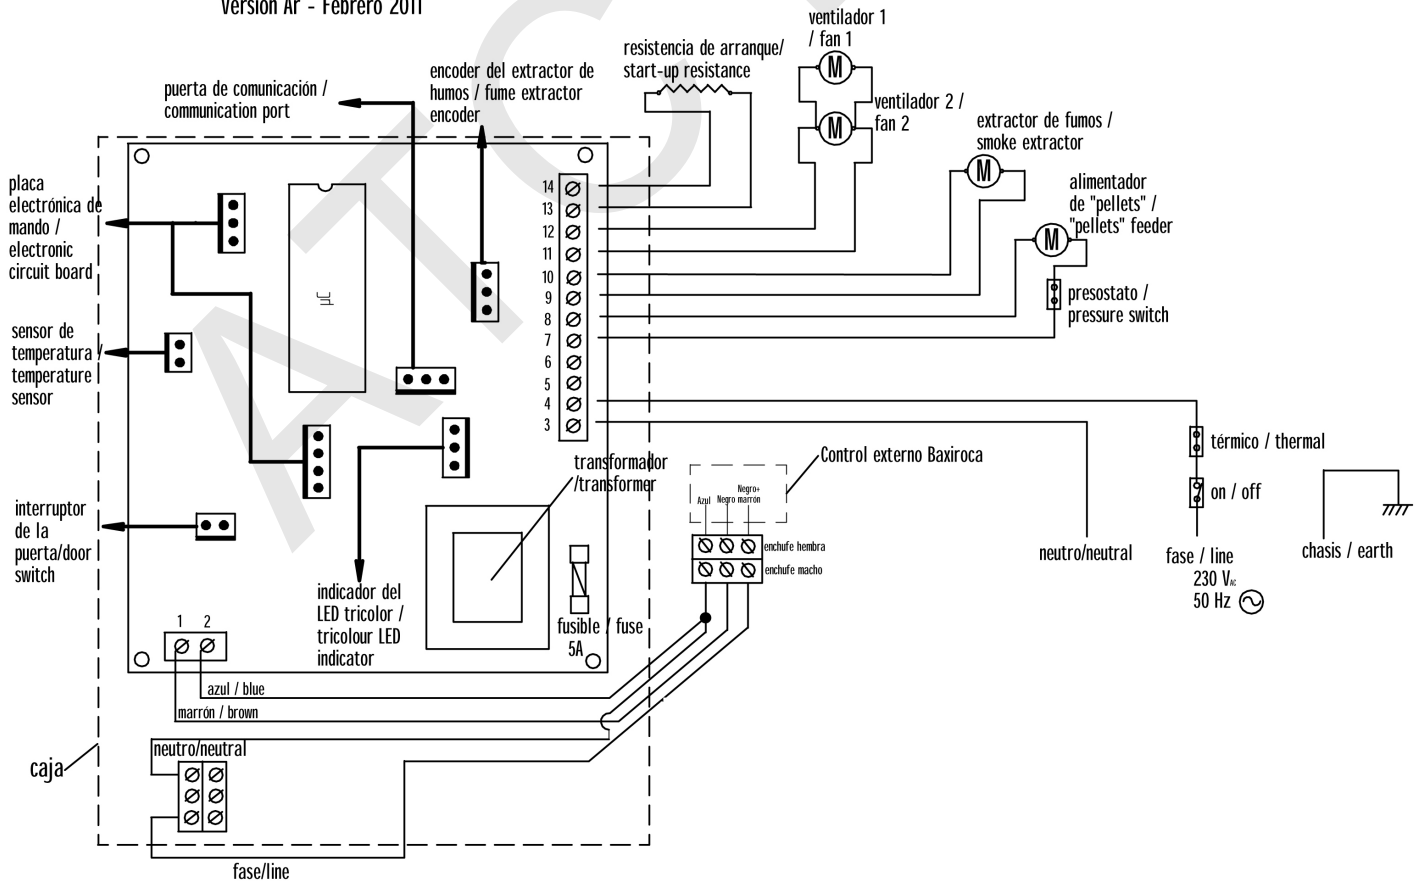 Versión Ar - Febrero 2011
ventilador 1
/ fan 1
resistencia de arranque/
start-up resistance
encoder del extractor de
humos / fume extractor
encoder
puerta de comunicación /
communication port
ventilador 2 /
fan 2
extractor de fumos /
smoke extractor
alimentador
de "pellets" /
"pellets" feeder
presostato /
pressure switch
M
M
M
M
placa
electrónica de
mando /
electronic
circuit board
sensor de
temperatura /
temperature
sensor
interruptor
de la
puerta/door
switch
µC
14
13
12
11
10
9
8
7
6
5
4
3
térmico / thermal
on / off
neutro/neutral
fase / line
230 VAC
50 Hz
chasis / earth
Control externo Baxiroca
Azul
Negro
Negro+
marrón
enchufe hembra
enchufe macho
transformador
/transformer
indicador del
LED tricolor /
tricolour LED
indicator
fusible / fuse
5A
1 2
azul / blue
marrón / brown
neutro/neutral
caja
fase/line
ATC